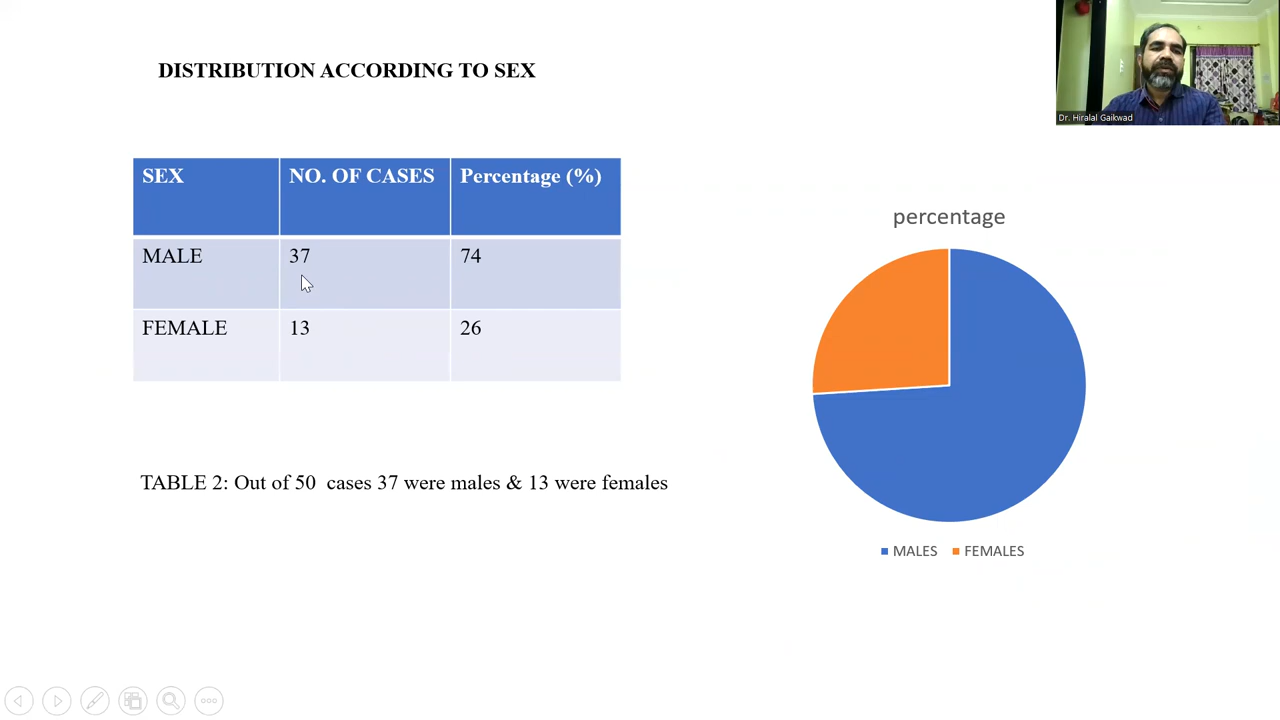 DISTRIBUTION ACCORDING TO SEX
Dr. Hiralal Gaikwad
SEX NO. OF CASES Percentage (%)
MALE 37 74
FEMALE 13 26
TABLE 2: Out of 50 cases 37 were males & 13 were females
percentage
MALES FEMALES